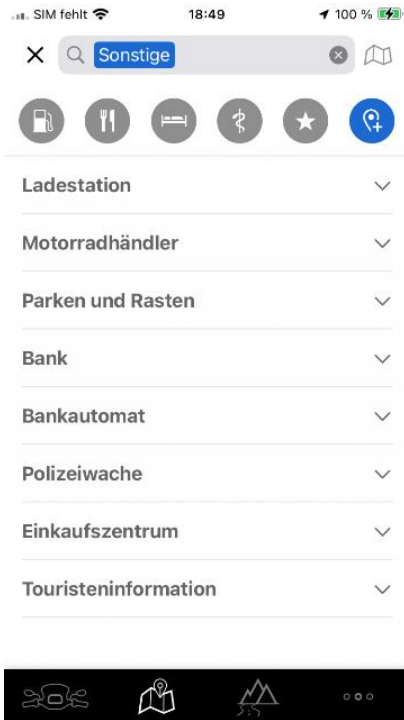 SIM fehlt 18:49 100 %
Sonstige
Ladestation
Motorradhändler
Parken und Rasten
Bank
Bankautomat
Polizeiwache
Einkaufszentrum
Touristeninformation